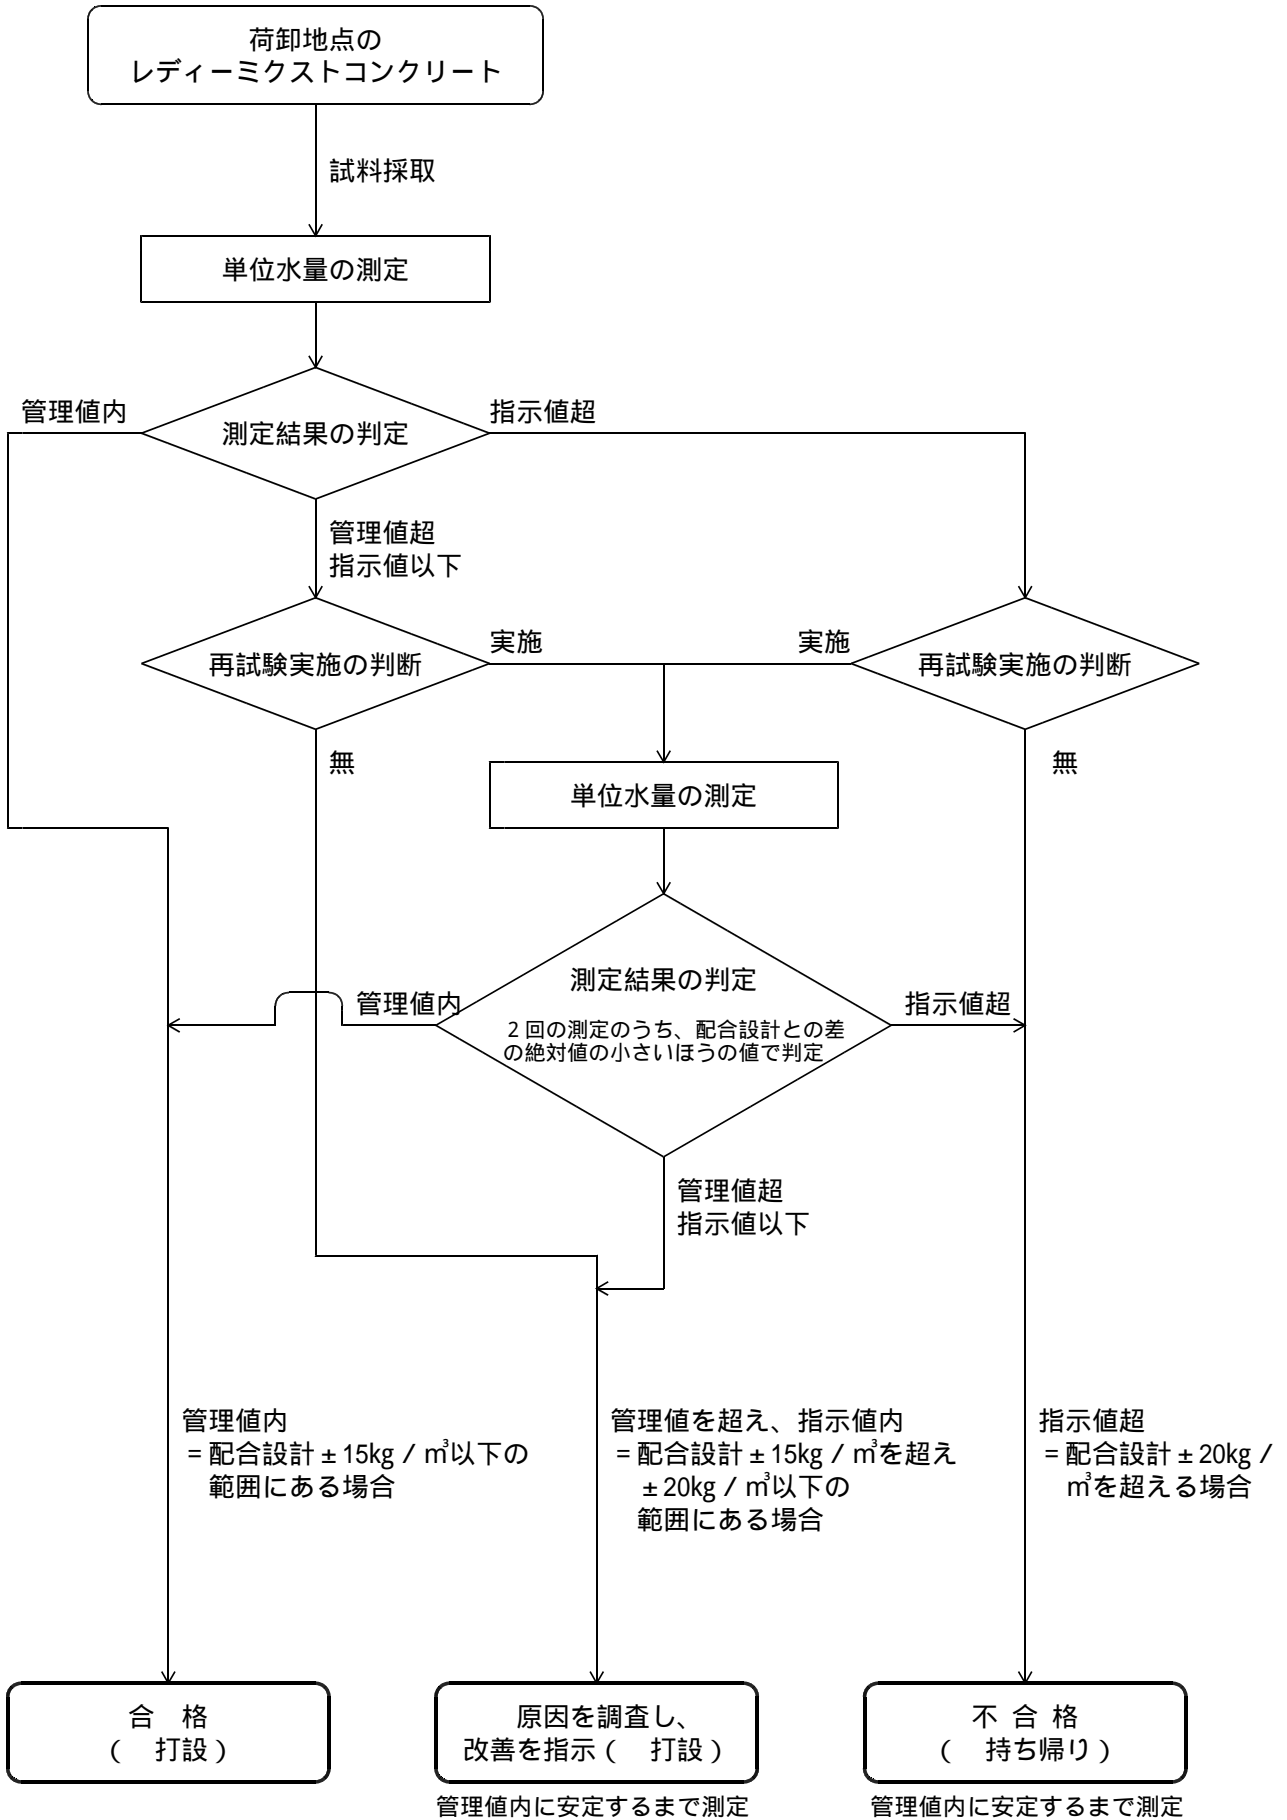 荷卸地点の
レディーミクストコンクリート
試料採取
単位水量の測定
管理値内
測定結果の判定
指示値超
管理値超
指示値以下
再試験実施の判断
実施
実施
再試験実施の判断
無
無
単位水量の測定
測定結果の判定
管理値内
指示値超
2回の測定のうち、配合設計との差
の絶対値の小さいほうの値で判定
管理値超
指示値以下
管理値内
=配合設計±15kg/㎥以下の
範囲にある場合
管理値を超え、指示値内
=配合設計±15kg/㎥を超え
±20kg/㎥以下の
範囲にある場合
指示値超
=配合設計±20kg/
㎥を超える場合
合 格
( 打設)
原因を調査し、
改善を指示( 打設)
不 合 格
( 持ち帰り)
管理値内に安定するまで測定
管理値内に安定するまで測定